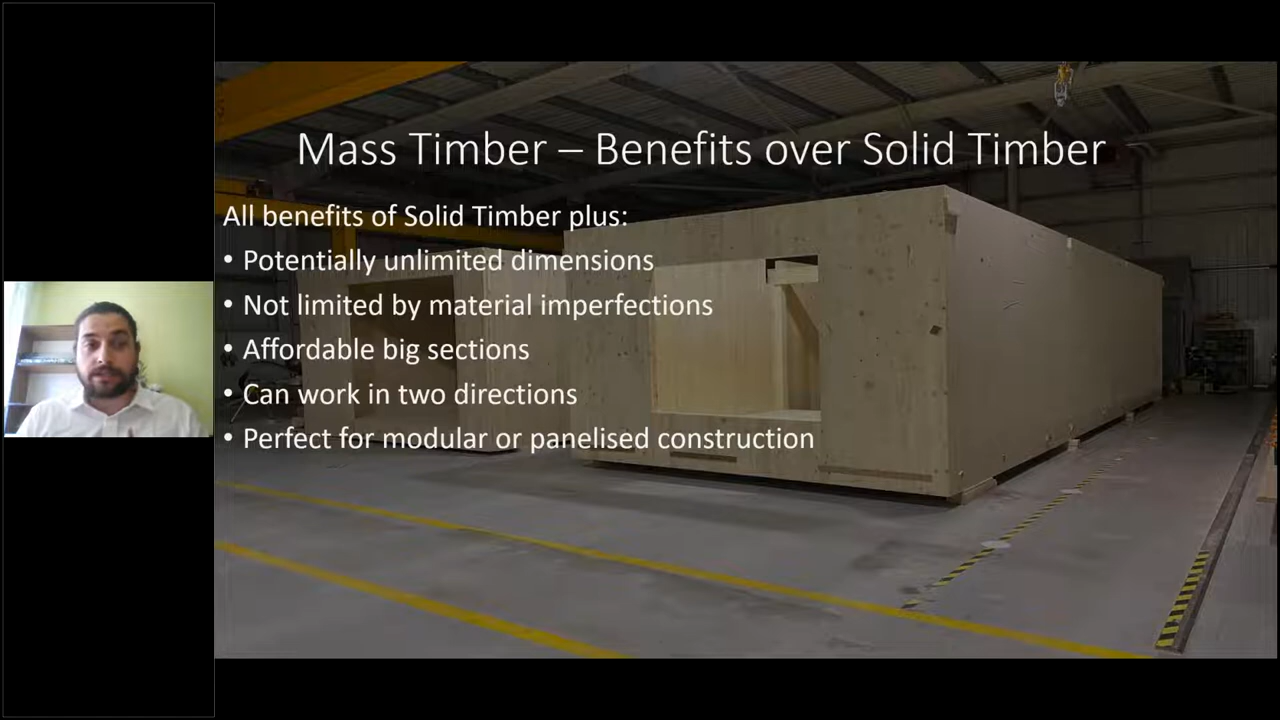 Mass Timber – Benefits over Solid Timber
All benefits of Solid Timber plus:
• Potentially unlimited dimensions
• Not limited by material imperfections
• Affordable big sections
• Can work in two directions
• Perfect for modular or panelised construction